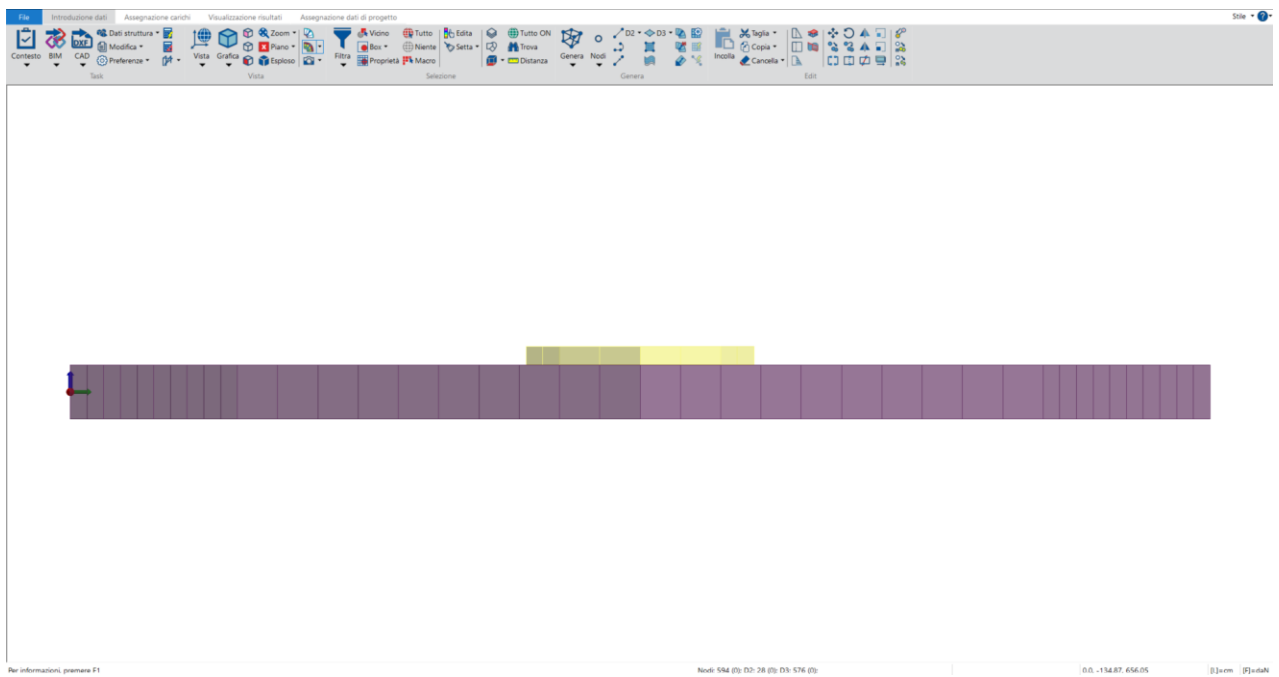 File Introduzione dati Assegnazione carichi Visualizzazione risultati Assegnazione dati di progetto Stile
Dati struttura Zoom Vicino Tutto Edita Tutto ON D2 D3 Taglia
DXF Modifica Piano Box Niente Setta Trova Copia
Contesto BIM CAD Preferenze Vista Grafica Esploso Filtra Proprietà Macro Distanza Genera Nodi Incolla Cancella
Task Vista Selezione Genera Edit
Per informazioni, premere F1 Nodi: 594 (0); D2: 28 (0); D3: 576 (0); 0.0, -134.87, 656.05 [L]=cm [F]=daN